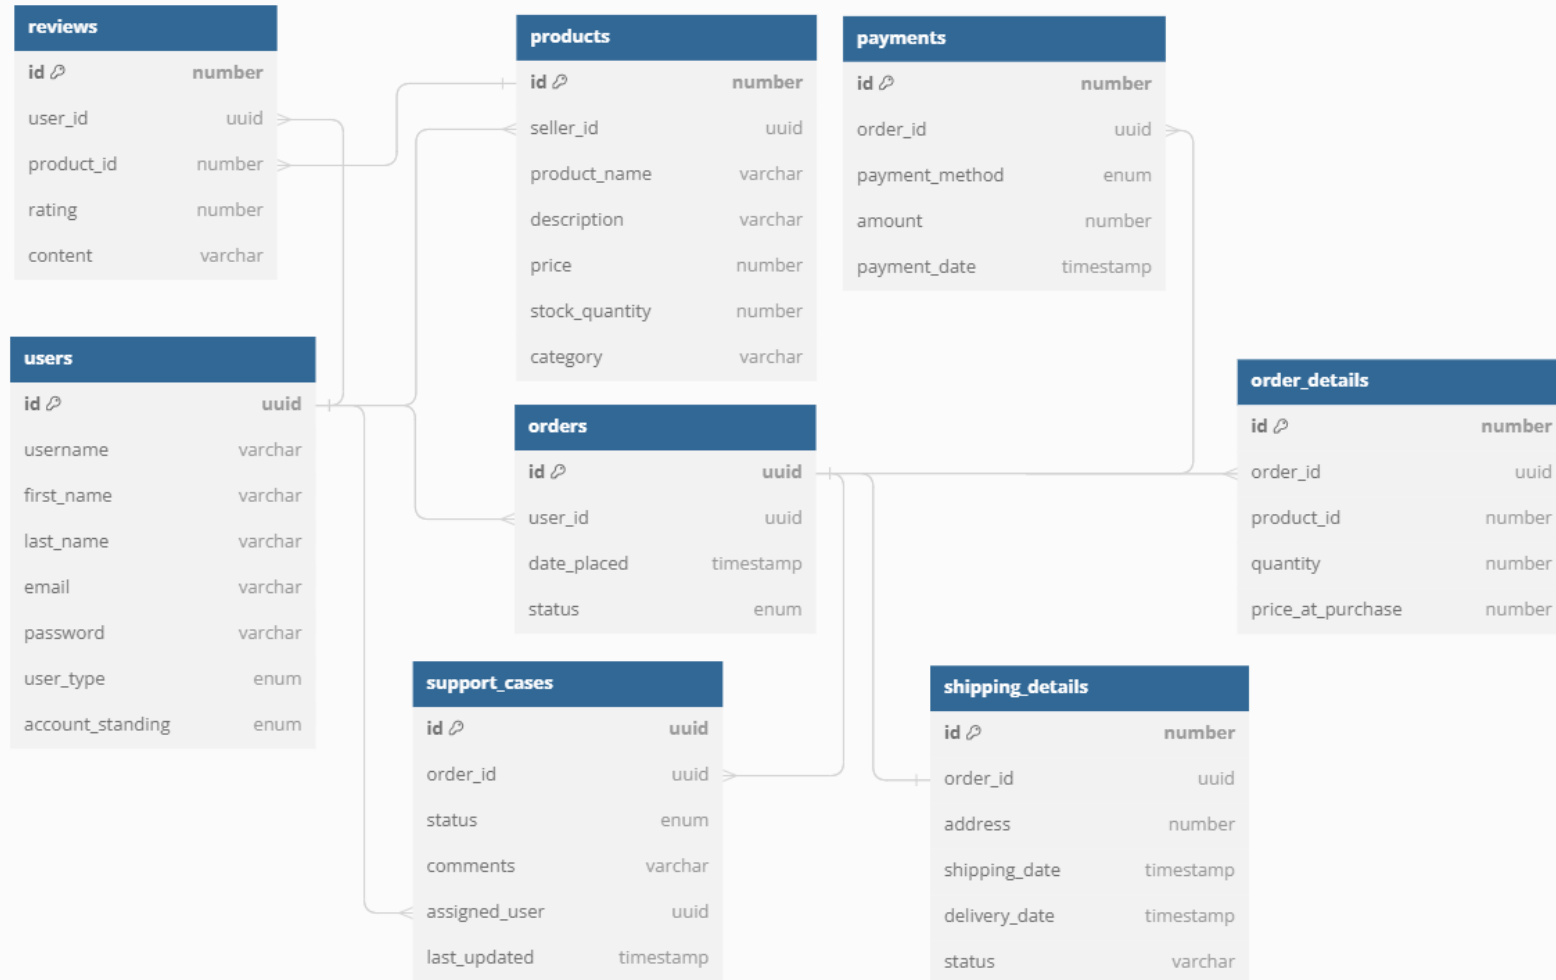 reviews
id number
user_id uuid
product_id number
rating number
content varchar
products
id number
seller_id uuid
product_name varchar
description varchar
price number
stock_quantity number
category varchar
payments
id number
order_id uuid
payment_method enum
amount number
payment_date timestamp
users
id uuid
username varchar
first_name varchar
last_name varchar
email varchar
password varchar
user_type enum
account_standing enum
orders
id uuid
user_id uuid
date_placed timestamp
status enum
order_details
id number
order_id uuid
product_id number
quantity number
price_at_purchase number
support_cases
id uuid
order_id uuid
status enum
comments varchar
assigned_user uuid
last_updated timestamp
shipping_details
id number
order_id uuid
address number
shipping_date timestamp
delivery_date timestamp
status varchar